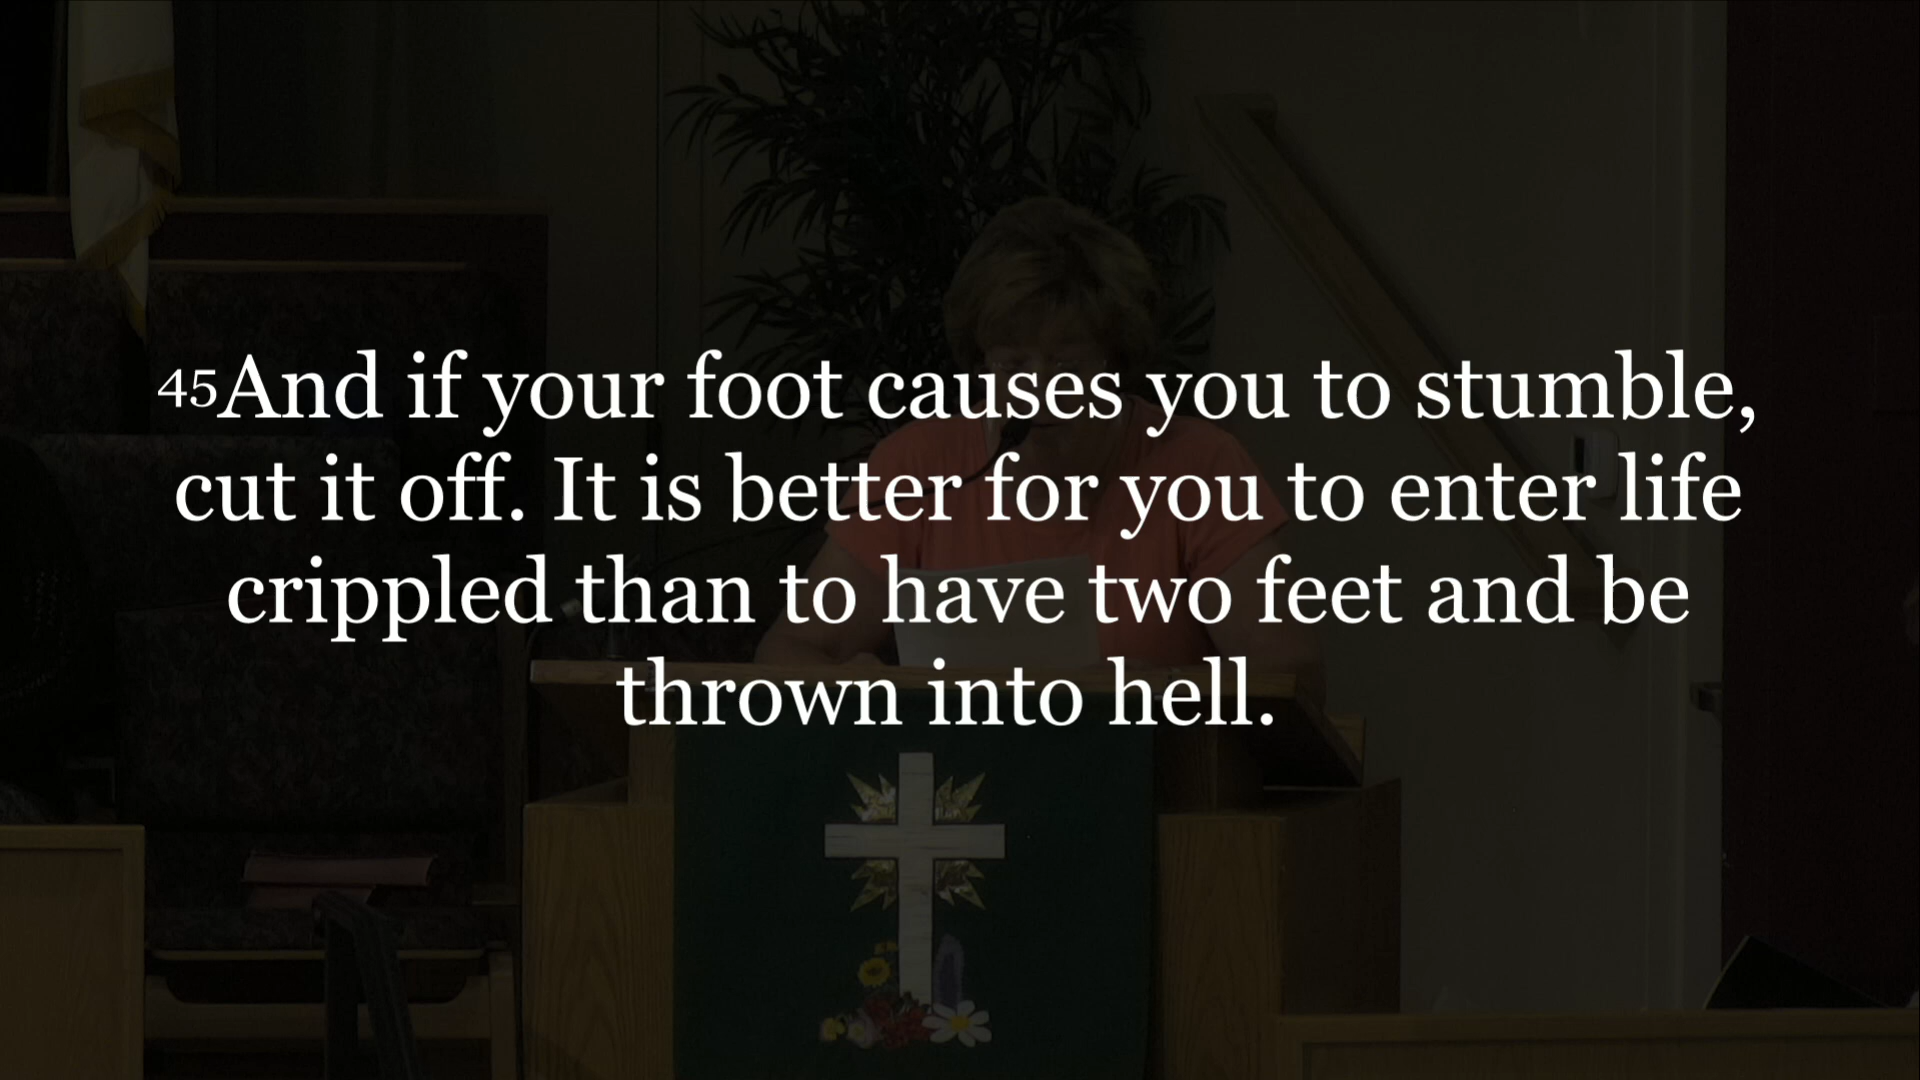 45And if your foot causes you to stumble,
cut it off. It is better for you to enter life
crippled than to have two feet and be
thrown into hell.